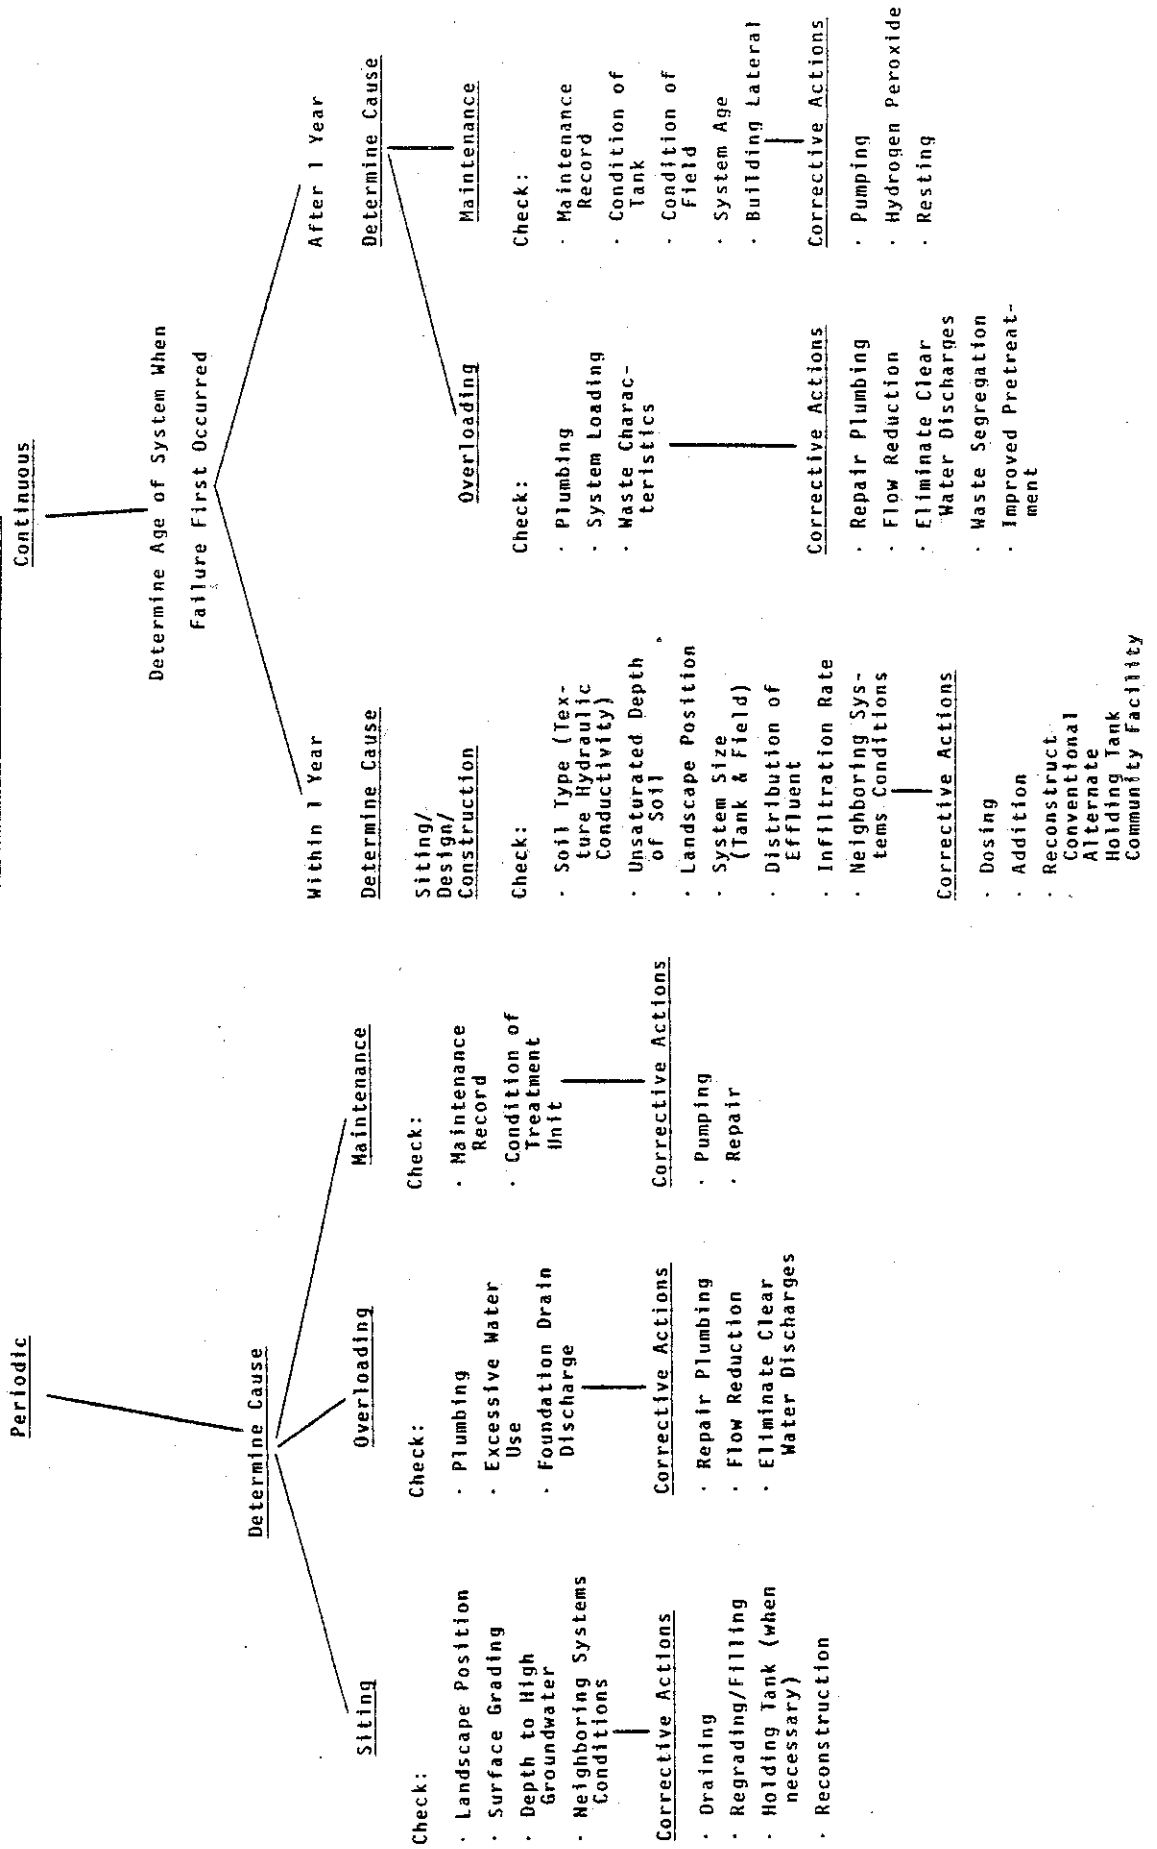 Periodic
Determine Cause
Siting
Check:
· Landscape Position
· Surface Grading
· Depth to High
Groundwater
· Neighboring Systems
Conditions
Corrective Actions
· Draining
· Regrading/Filling
· Holding Tank (when
necessary)
· Reconstruction
Overloading
Check:
· Plumbing
· Excessive Water
Use
· Foundation Drain
Discharge
Corrective Actions
· Repair Plumbing
· Flow Reduction
· Eliminate Clear
Water Discharges
Maintenance
Check:
· Maintenance
Record
· Condition of
Treatment
Unit
Corrective Actions
· Pumping
· Repair
Continuous
Determine Age of System When
Failure First Occurred
Within 1 Year
Determine Cause
Siting/
Design/
Construction
Check:
· Soil Type (Tex-
ture Hydraulic
Conductivity)
· Unsaturated Depth
of Soil
· Landscape Position
· System Size
(Tank & Field)
· Distribution of
Effluent
· Infiltration Rate
· Neighboring Sys-
tems Conditions
Corrective Actions
· Dosing
· Addition
· Reconstruct
Conventional
Alternate
Holding Tank
Community Facility
After 1 Year
Determine Cause
Overloading
Check:
· Plumbing
· System Loading
· Waste Charac-
teristics
Corrective Actions
· Repair Plumbing
· Flow Reduction
· Eliminate Clear
Water Discharges
· Waste Segregation
· Improved Pretreat-
ment
Maintenance
Check:
· Maintenance
Record
· Condition of
Tank
· Condition of
Field
· System Age
· Building Lateral
Corrective Actions
· Pumping
· Hydrogen Peroxide
· Resting